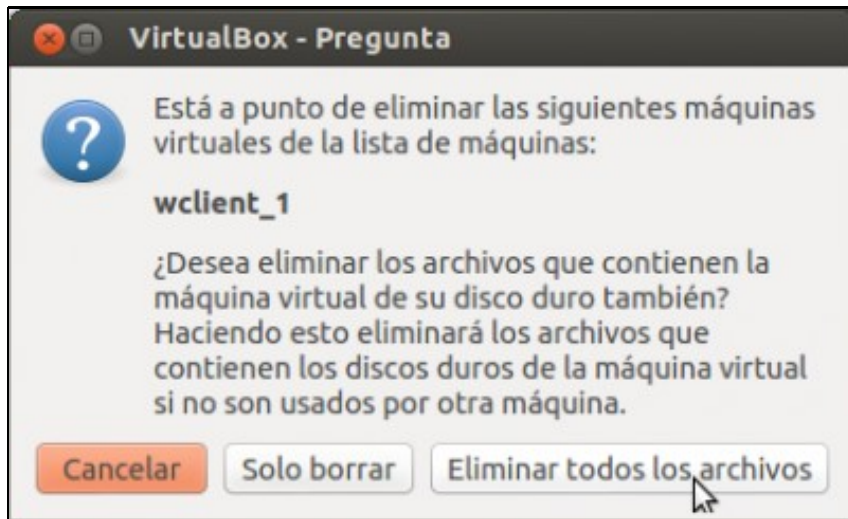 VirtualBox - Pregunta
Está a punto de eliminar las siguientes máquinas
virtuales de la lista de máquinas:
wclient_1
¿Desea eliminar los archivos que contienen la
máquina virtual de su disco duro también?
Haciendo esto eliminará los archivos que
contienen los discos duros de la máquina virtual
si no son usados por otra máquina.
Cancelar Solo borrar Eliminar todos los archivos